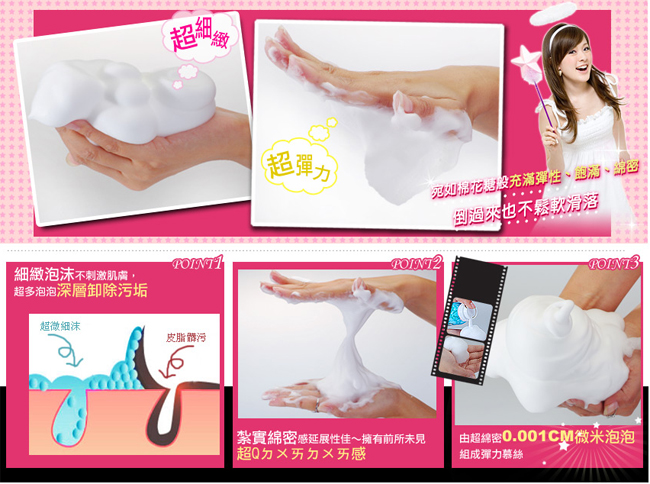 超細緻
超彈力
宛如棉花糖般充滿彈性、飽滿、綿密
倒過來也不鬆軟滑落
POINT1
細緻泡沫不刺激肌膚，
超多泡泡深層卸除污垢
超微細沫
皮脂髒污
POINT2
紮實綿密感延展性佳～擁有前所未見
超Qㄉㄨㄞㄉㄨㄞ感
POINT3
由超綿密0.001CM微米泡泡
組成彈力慕絲